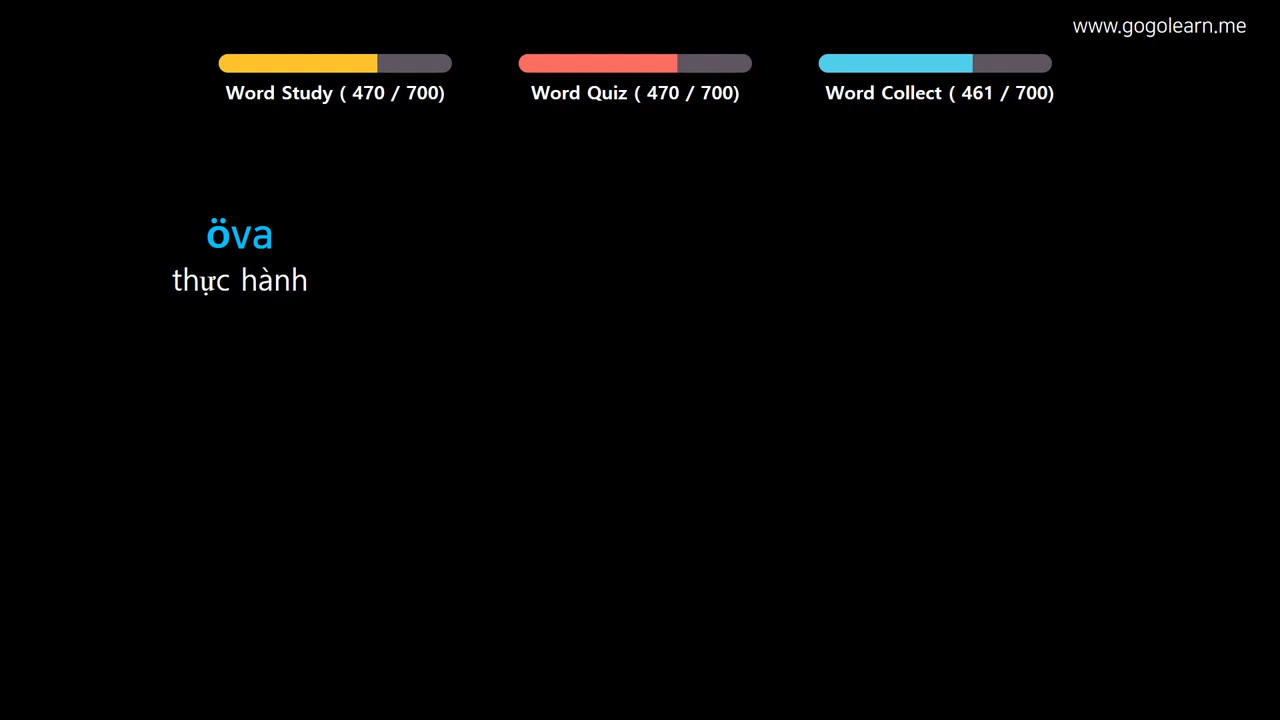 www.gogolearn.me
Word Study ( 470 / 700)
Word Quiz ( 470 / 700)
Word Collect ( 461 / 700)
öva
thực hành